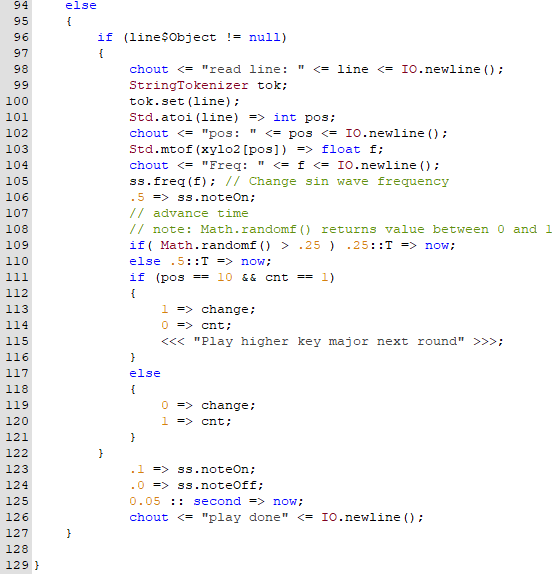 94 else
95 {
96 if (line$Object != null)
97 {
98 chout <= "read line: " <= line <= IO.newline();
99 StringTokenizer tok;
100 tok.set(line);
101 Std.atoi(line) => int pos;
102 chout <= "pos: " <= pos <= IO.newline();
103 Std.mtof(xylo2[pos]) => float f;
104 chout <= "Freq: " <= f <= IO.newline();
105 ss.freq(f); // Change sin wave frequency
106 .5 => ss.noteOn;
107 // advance time
108 // note: Math.randomf() returns value between 0 and 1
109 if( Math.randomf() > .25 ) .25::T => now;
110 else .5::T => now;
111 if (pos == 10 && cnt == 1)
112 {
113 1 => change;
114 0 => cnt;
115 <<< "Play higher key major next round" >>>;
116 }
117 else
118 {
119 0 => change;
120 1 => cnt;
121 }
122 }
123 .1 => ss.noteOn;
124 .0 => ss.noteOff;
125 0.05 :: second => now;
126 chout <= "play done" <= IO.newline();
127 }
128
129 }